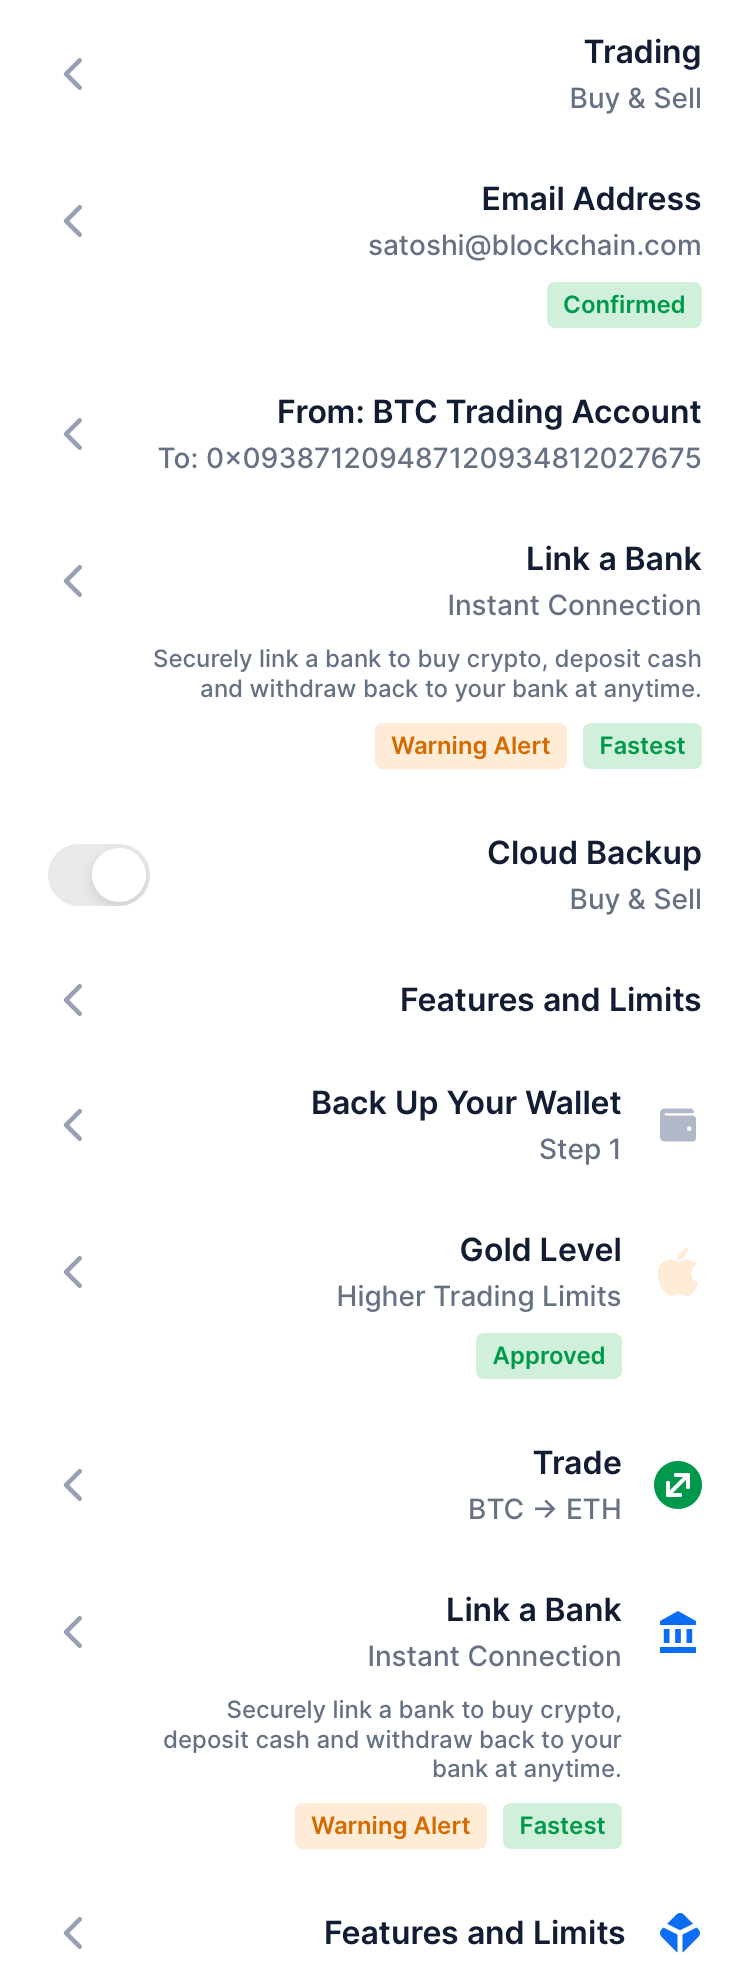 Trading
Buy & Sell
Email Address
satoshi@blockchain.com
Confirmed
From: BTC Trading Account
To: 0×093871209487120934812027675
Link a Bank
Instant Connection
Securely link a bank to buy crypto, deposit cash
and withdraw back to your bank at anytime.
Warning Alert Fastest
Cloud Backup
Buy & Sell
Features and Limits
Back Up Your Wallet
Step 1
Gold Level
Higher Trading Limits
Approved
Trade
BTC → ETH
Link a Bank
Instant Connection
Securely link a bank to buy crypto,
deposit cash and withdraw back to your
bank at anytime.
Warning Alert Fastest
Features and Limits